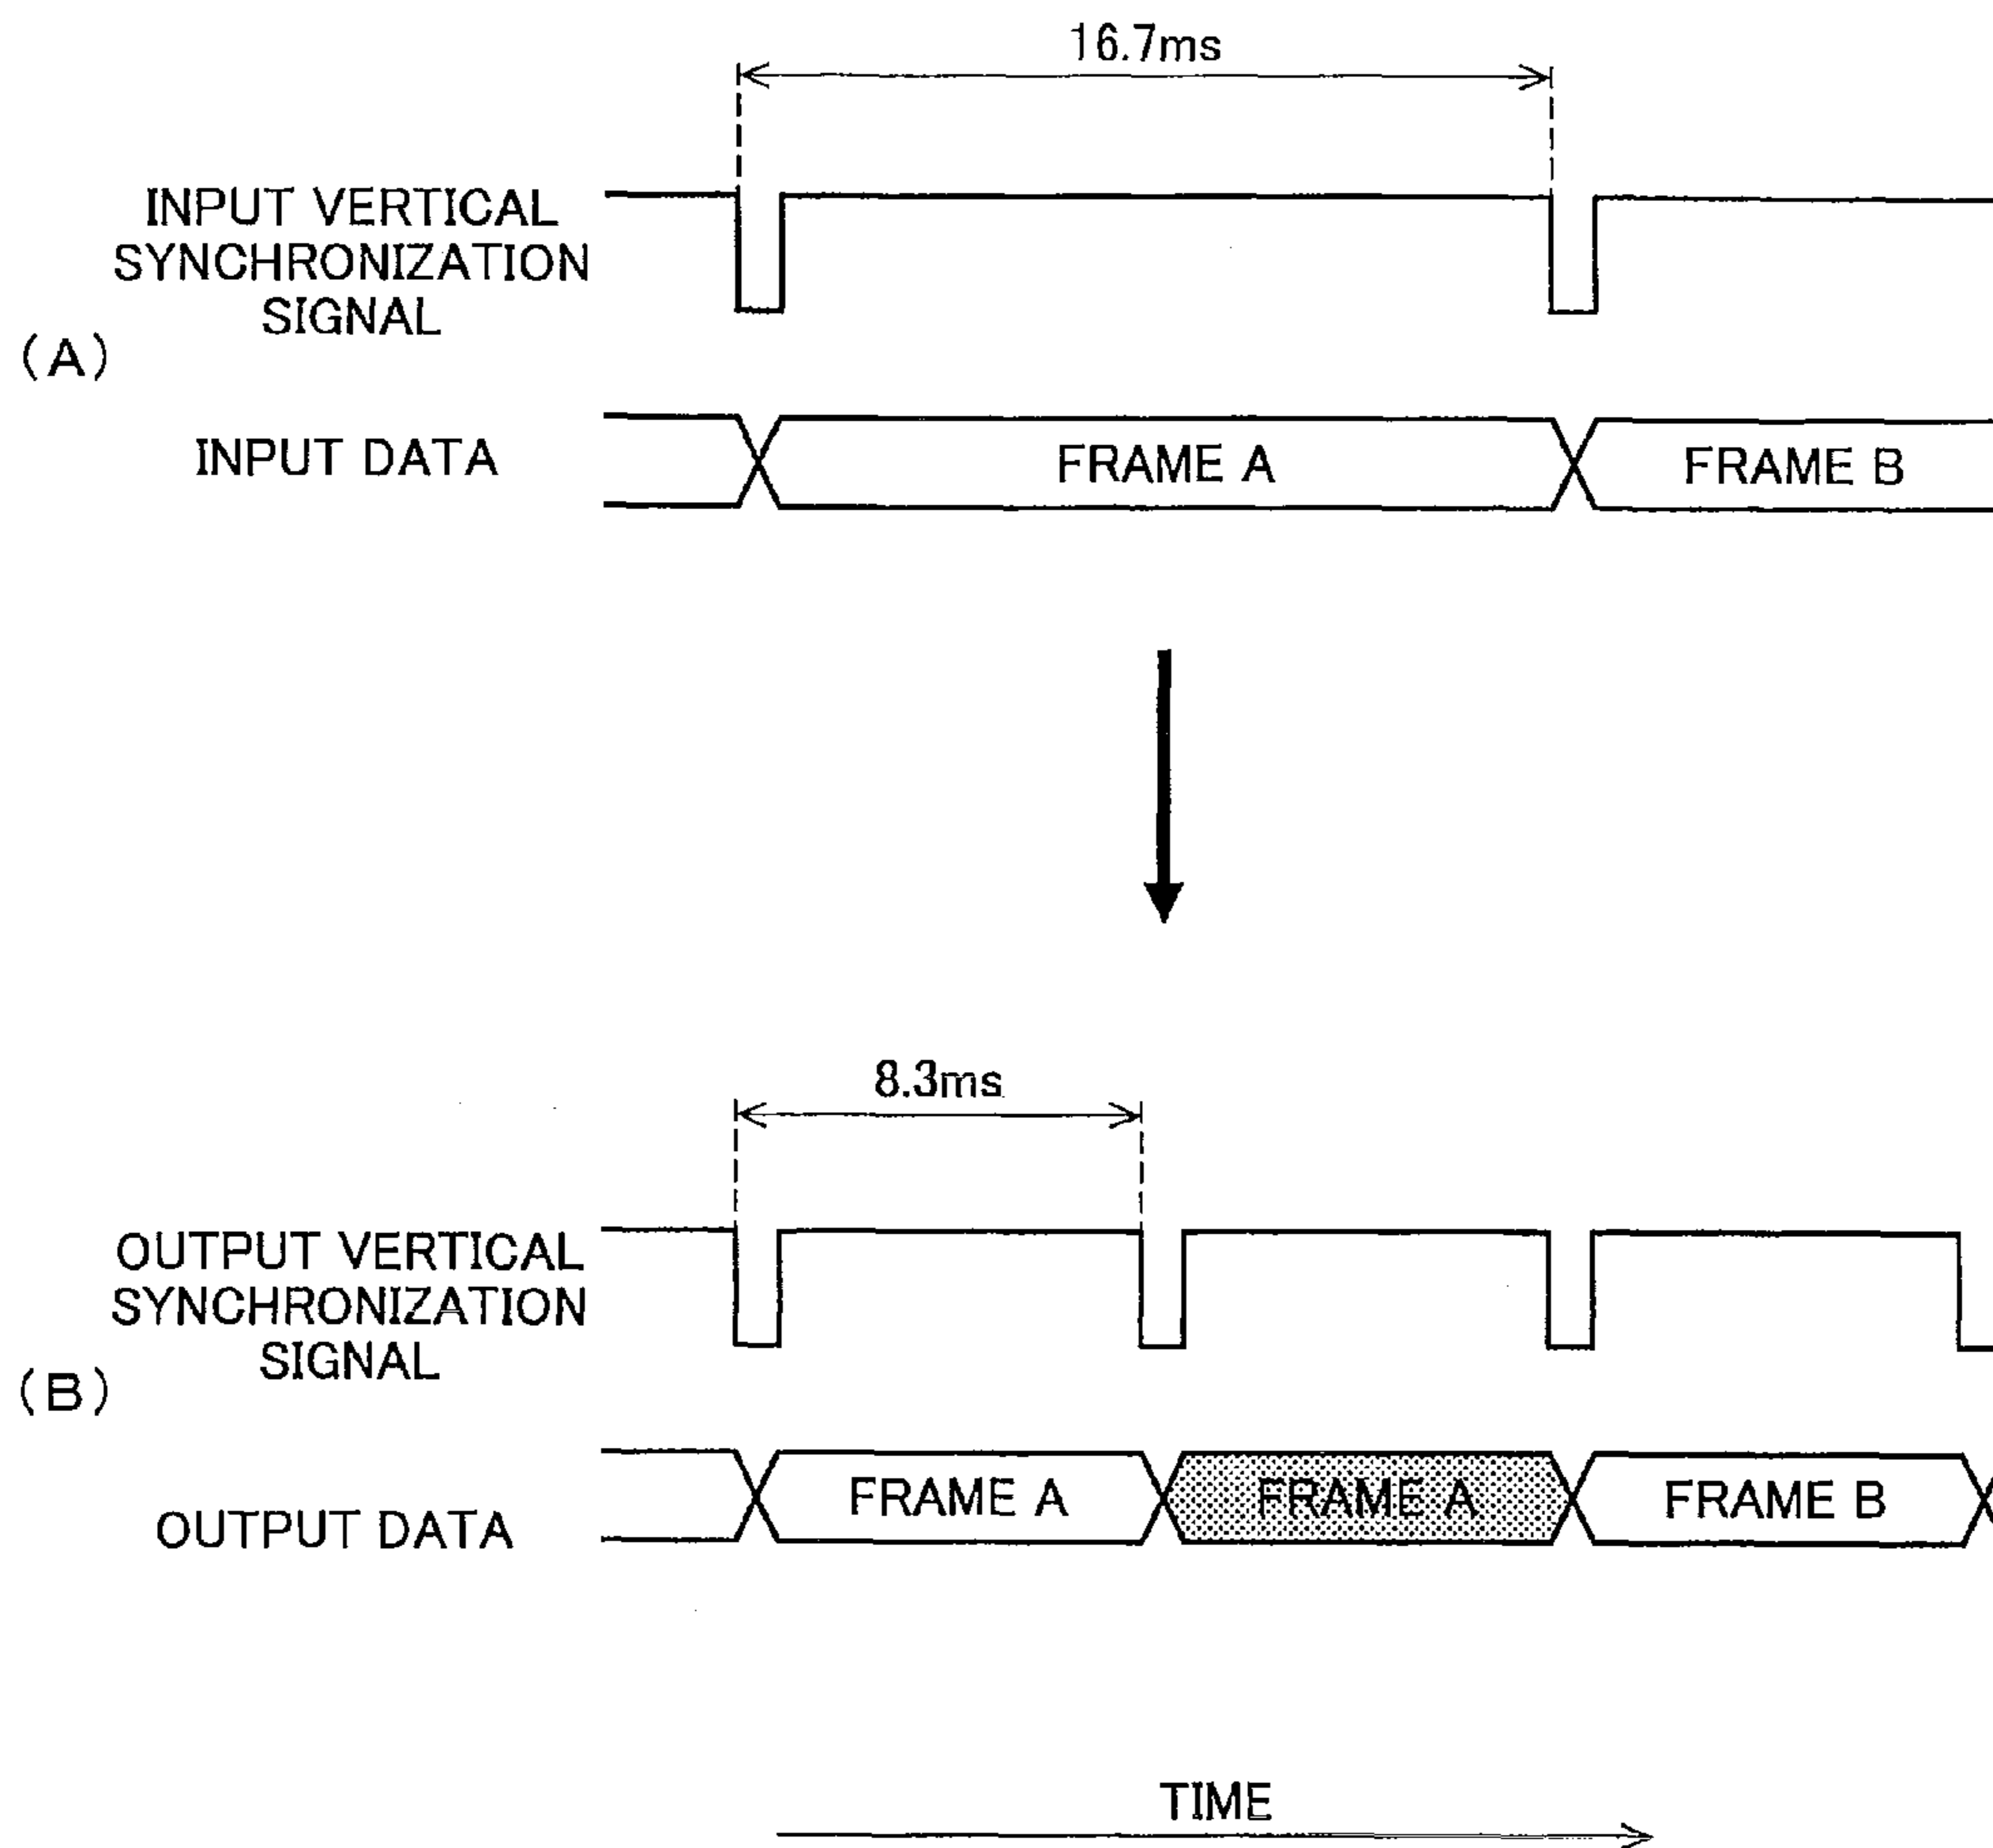 16.7ms
INPUT VERTICAL
SYNCHRONIZATION
SIGNAL
(A)
INPUT DATA
FRAME A
FRAME B
8.3ms
OUTPUT VERTICAL
SYNCHRONIZATION
SIGNAL
(B)
OUTPUT DATA
FRAME A
FRAME A
FRAME B
TIME